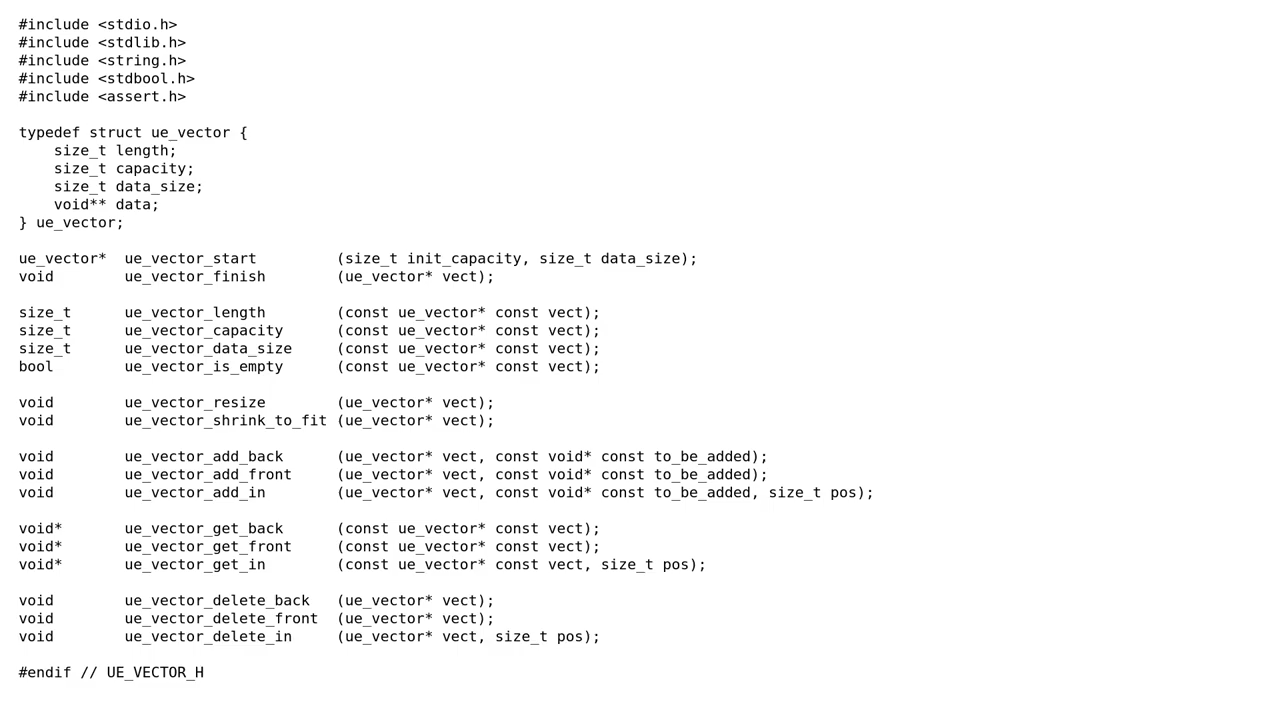 #include <stdio.h>
#include <stdlib.h>
#include <string.h>
#include <stdbool.h>
#include <assert.h>

typedef struct ue_vector {
    size_t length;
    size_t capacity;
    size_t data_size;
    void** data;
} ue_vector;

ue_vector*  ue_vector_start         (size_t init_capacity, size_t data_size);
void        ue_vector_finish        (ue_vector* vect);

size_t      ue_vector_length        (const ue_vector* const vect);
size_t      ue_vector_capacity      (const ue_vector* const vect);
size_t      ue_vector_data_size     (const ue_vector* const vect);
bool        ue_vector_is_empty      (const ue_vector* const vect);

void        ue_vector_resize        (ue_vector* vect);
void        ue_vector_shrink_to_fit (ue_vector* vect);

void        ue_vector_add_back      (ue_vector* vect, const void* const to_be_added);
void        ue_vector_add_front     (ue_vector* vect, const void* const to_be_added);
void        ue_vector_add_in        (ue_vector* vect, const void* const to_be_added, size_t pos);

void*       ue_vector_get_back      (const ue_vector* const vect);
void*       ue_vector_get_front     (const ue_vector* const vect);
void*       ue_vector_get_in        (const ue_vector* const vect, size_t pos);

void        ue_vector_delete_back   (ue_vector* vect);
void        ue_vector_delete_front  (ue_vector* vect);
void        ue_vector_delete_in     (ue_vector* vect, size_t pos);

#endif // UE_VECTOR_H